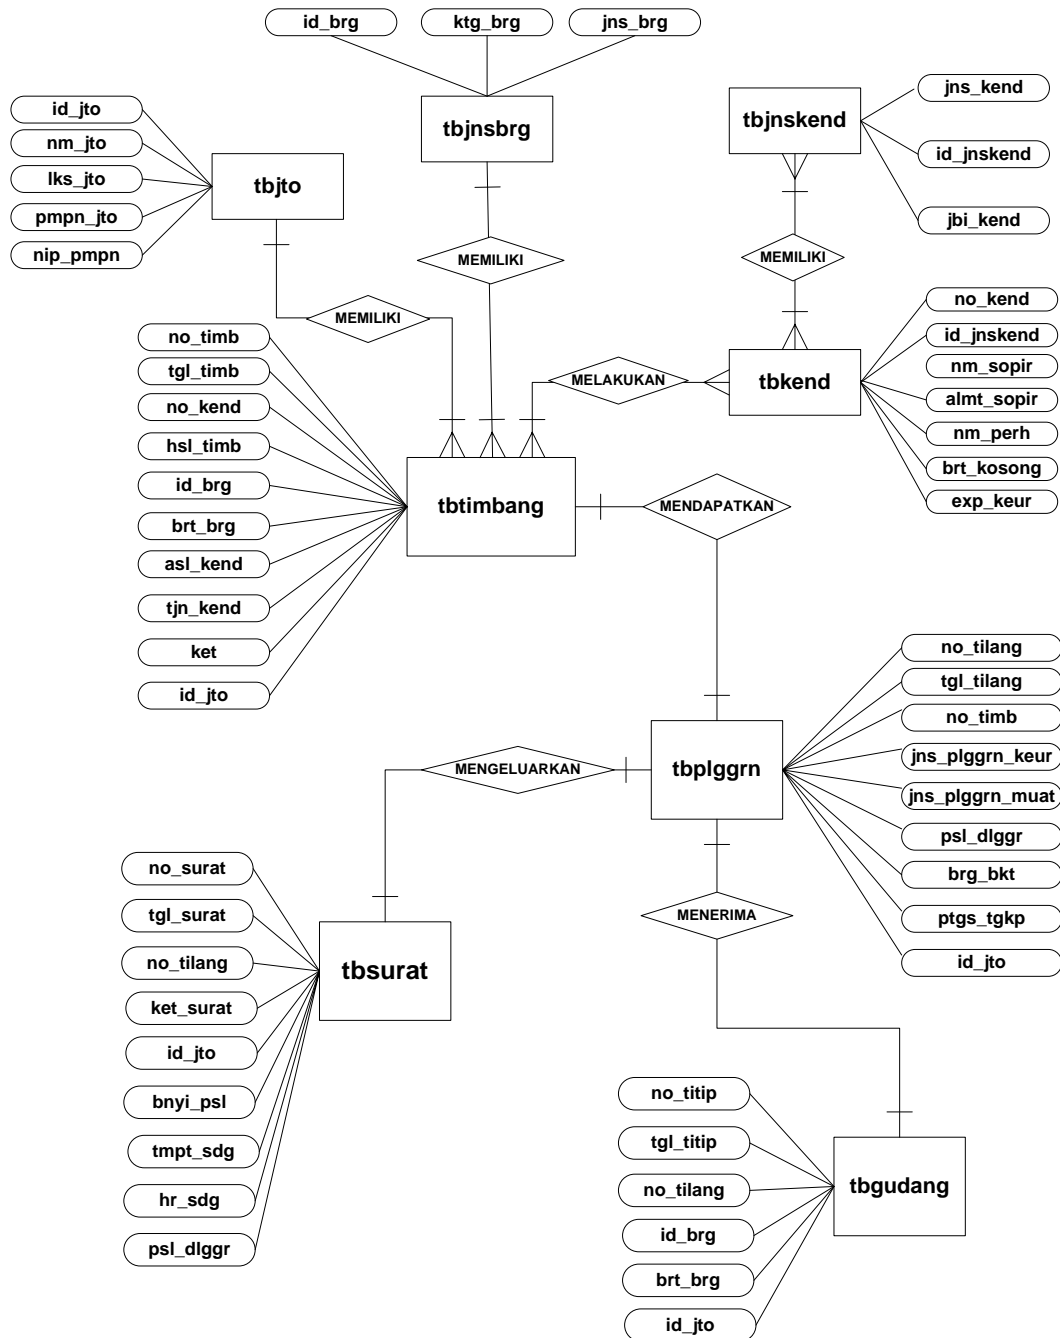 id_brg
ktg_brg
jns_brg
tbjnsbrg
id_jto
nm_jto
lks_jto
pmpn_jto
nip_pmpn
tbjto
tbjnskend
jns_kend
id_jnskend
jbi_kend
MEMILIKI
MEMILIKI
MEMILIKI
no_kend
id_jnskend
nm_sopir
almt_sopir
nm_perh
brt_kosong
exp_keur
tbkend
MELAKUKAN
no_timb
tgl_timb
no_kend
hsl_timb
id_brg
brt_brg
asl_kend
tjn_kend
ket
id_jto
tbtimbang
MENDAPATKAN
no_tilang
tgl_tilang
no_timb
jns_plggrn_keur
jns_plggrn_muat
psl_dlggr
brg_bkt
ptgs_tgkp
id_jto
tbplggrn
MENGELUARKAN
MENERIMA
no_surat
tgl_surat
no_tilang
ket_surat
id_jto
bnyi_psl
tmpt_sdg
hr_sdg
psl_dlggr
tbsurat
no_titip
tgl_titip
no_tilang
id_brg
brt_brg
id_jto
tbgudang